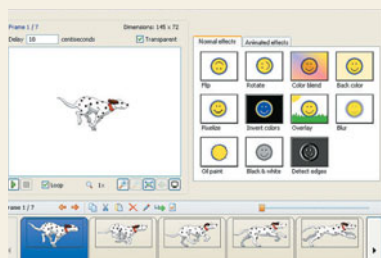 Frame 1 / 7 Dimensions: 145 x 72
Delay 10 centiseconds Transparent
Normal effects Animated effects
Flip Rotate Color blend Back color
Pixelize Invert colors Overlay Blur
Oil paint Black & white Detect edges
Loop 1x
Frame 1 / 7